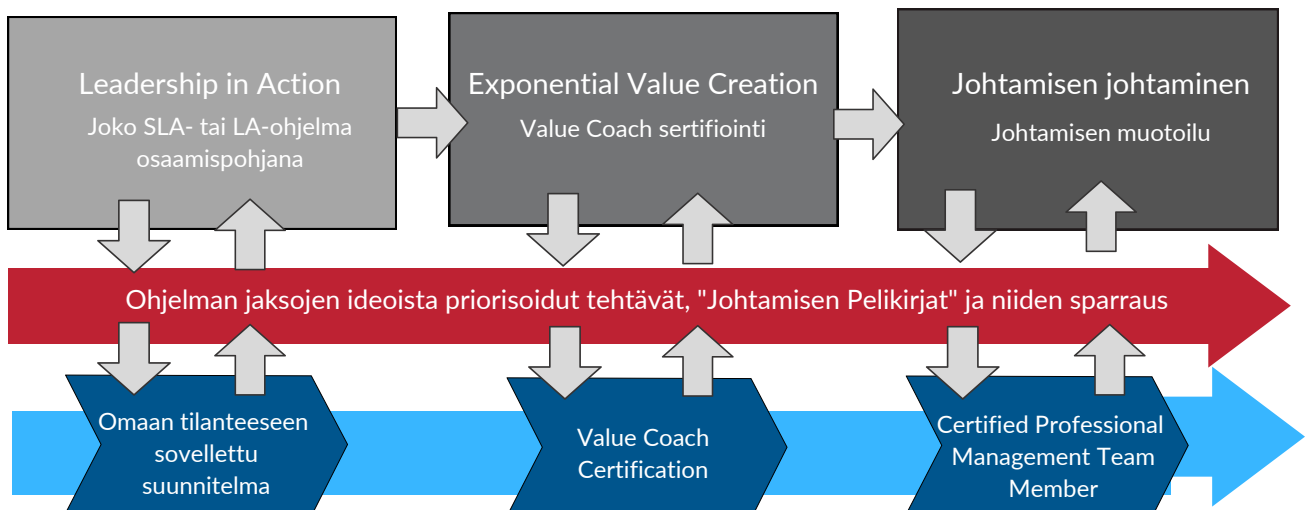 Leadership in Action
Joko SLA- tai LA-ohjelma
osaamispohjana
Exponential Value Creation
Value Coach sertifiointi
Johtamisen johtaminen
Johtamisen muotoilu
Ohjelman jaksojen ideoista priorisoidut tehtävät, "Johtamisen Pelikirjat" ja niiden sparraus
Omaan tilanteeseen
sovellettu
suunnitelma
Value Coach
Certification
Certified Professional
Management Team
Member